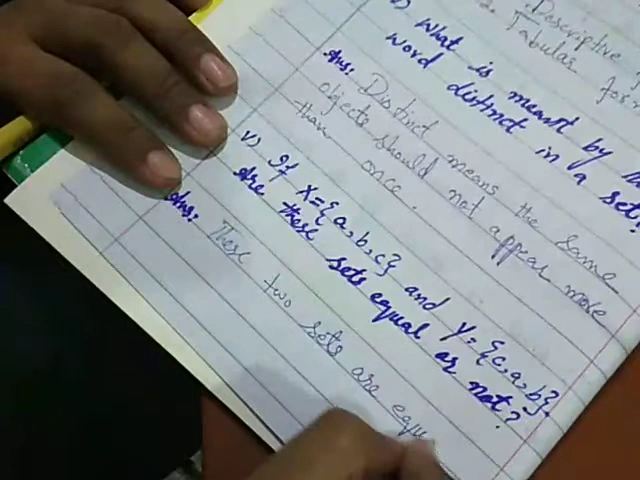 Descriptive
2. Tabular for
What is meant by the
word distinct in a set?
Ans: Distinct means the same
objects should not appear more
than once.
v) If X={a,b,c} and Y={c,a,b}.
Are these sets equal or not?
Ans: These two sets are equ